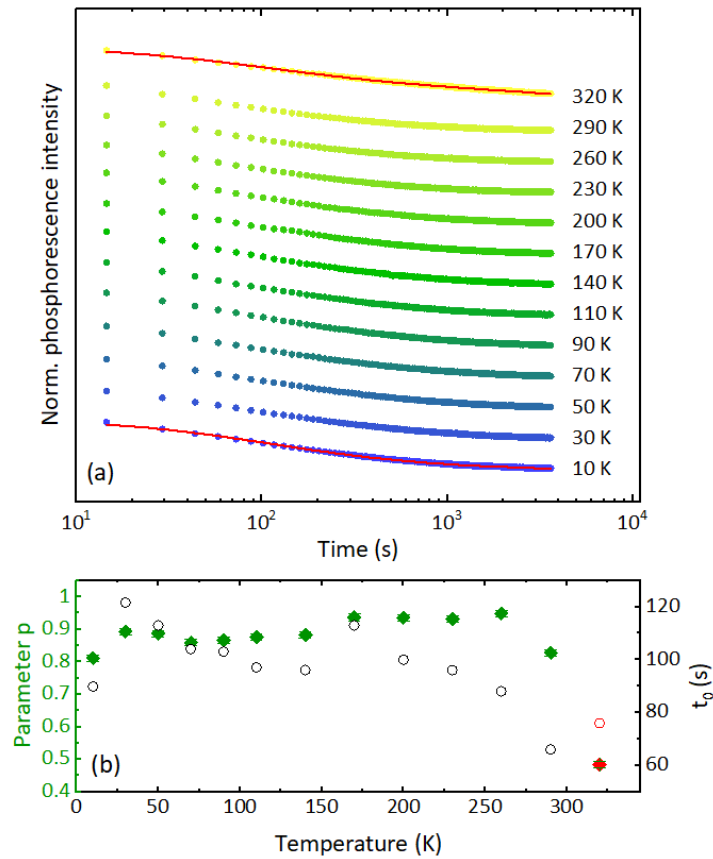 Norm. phosphorescence intensity
320 K
290 K
260 K
230 K
200 K
170 K
140 K
110 K
90 K
70 K
50 K
30 K
10 K
(a)
10¹ 10² 10³ 10⁴
Time (s)
Parameter p
1
0.9
0.8
0.7
0.6
0.5
0.4
(b)
120
100
80
60
t₀ (s)
0 50 100 150 200 250 300
Temperature (K)